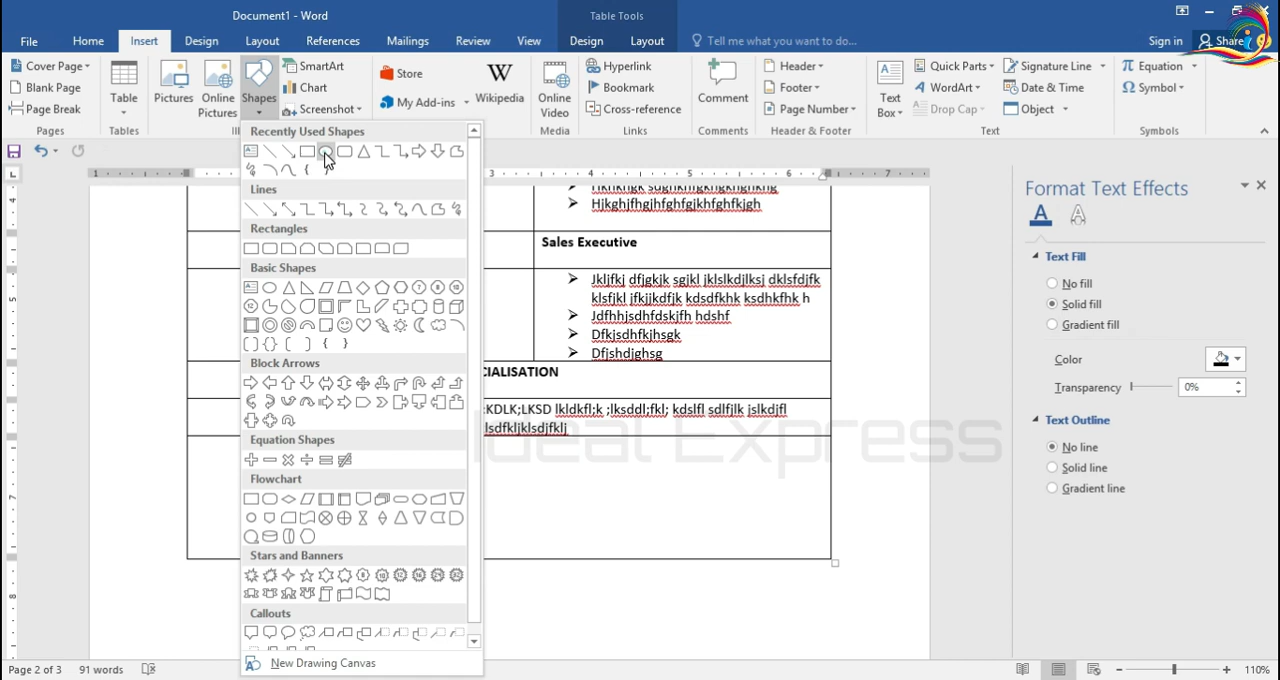 Document1 - Word
Table Tools
File
Home
Insert
Design
Layout
References
Mailings
Review
View
Design
Layout
Tell me what you want to do...
Sign in
Share
Cover Page
Blank Page
Page Break
Pages
Table
Tables
Pictures
Online
Pictures
Shapes
SmartArt
Chart
Screenshot
Store
My Add-ins
Wikipedia
Online
Video
Media
Hyperlink
Bookmark
Cross-reference
Links
Comment
Comments
Header
Footer
Page Number
Header & Footer
Text
Box
Quick Parts
WordArt
Drop Cap
Signature Line
Date & Time
Object
Text
Equation
Symbol
Symbols
Recently Used Shapes
Lines
Rectangles
Basic Shapes
Block Arrows
Equation Shapes
Flowchart
Stars and Banners
Callouts
New Drawing Canvas
3 4 5 6 7
Hjkghjfhgjhfghfgjkhfghfkjgh
Sales Executive
Jkljfkj dfjgkjk sgjkl jklslkdjlksj dklsfdjfk
klsfjkl jfkjjkdfjk kdsdfkhk ksdhkfhk h
Jdfhhjsdhfdskjfh hdshf
Dfkjsdhfkjhsgk
Dfjshdjghsg
CIALISATION
:KDLK;LKSD lkldkfl;k ;lksddl;fkl; kdslfl sdlfjlk jslkdjfl
lsdfkljklsdjfklj
Ideal Express
Format Text Effects
Text Fill
No fill
Solid fill
Gradient fill
Color
Transparency
0%
Text Outline
No line
Solid line
Gradient line
Page 2 of 3
91 words
110%